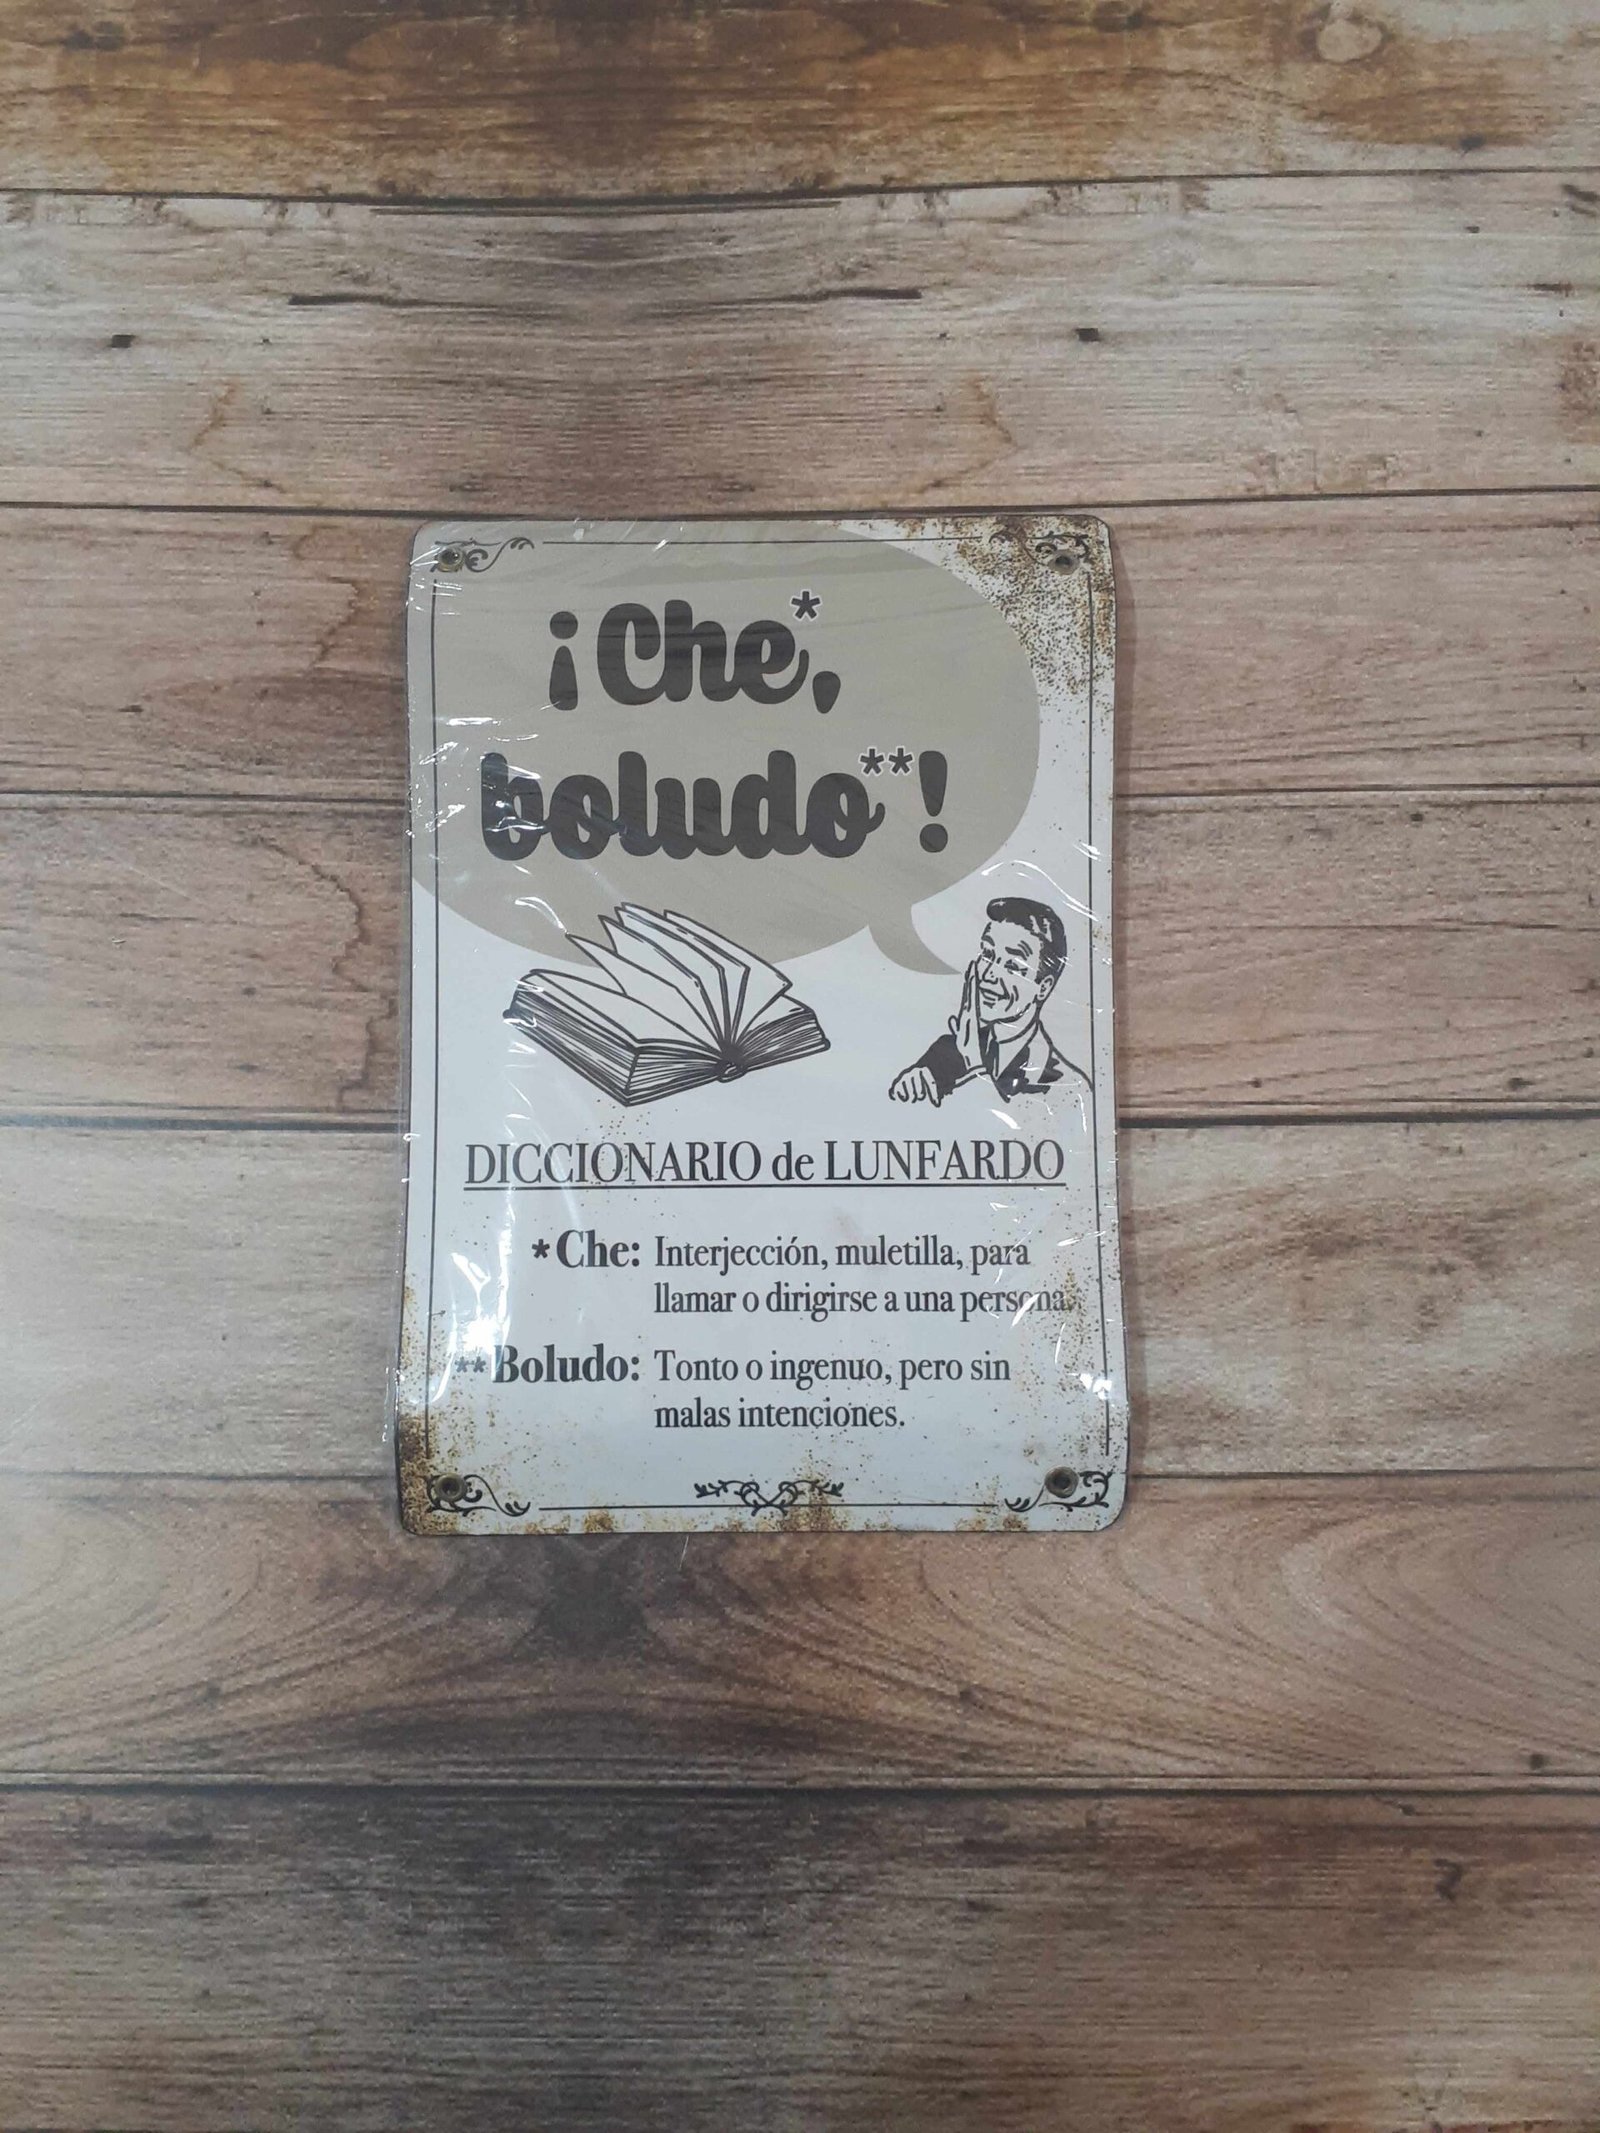 ¡Che*,
boludo**!
DICCIONARIO de LUNFARDO
*Che: Interjección, muletilla, para
llamar o dirigirse a una persona.
**Boludo: Tonto o ingenuo, pero sin
malas intenciones.